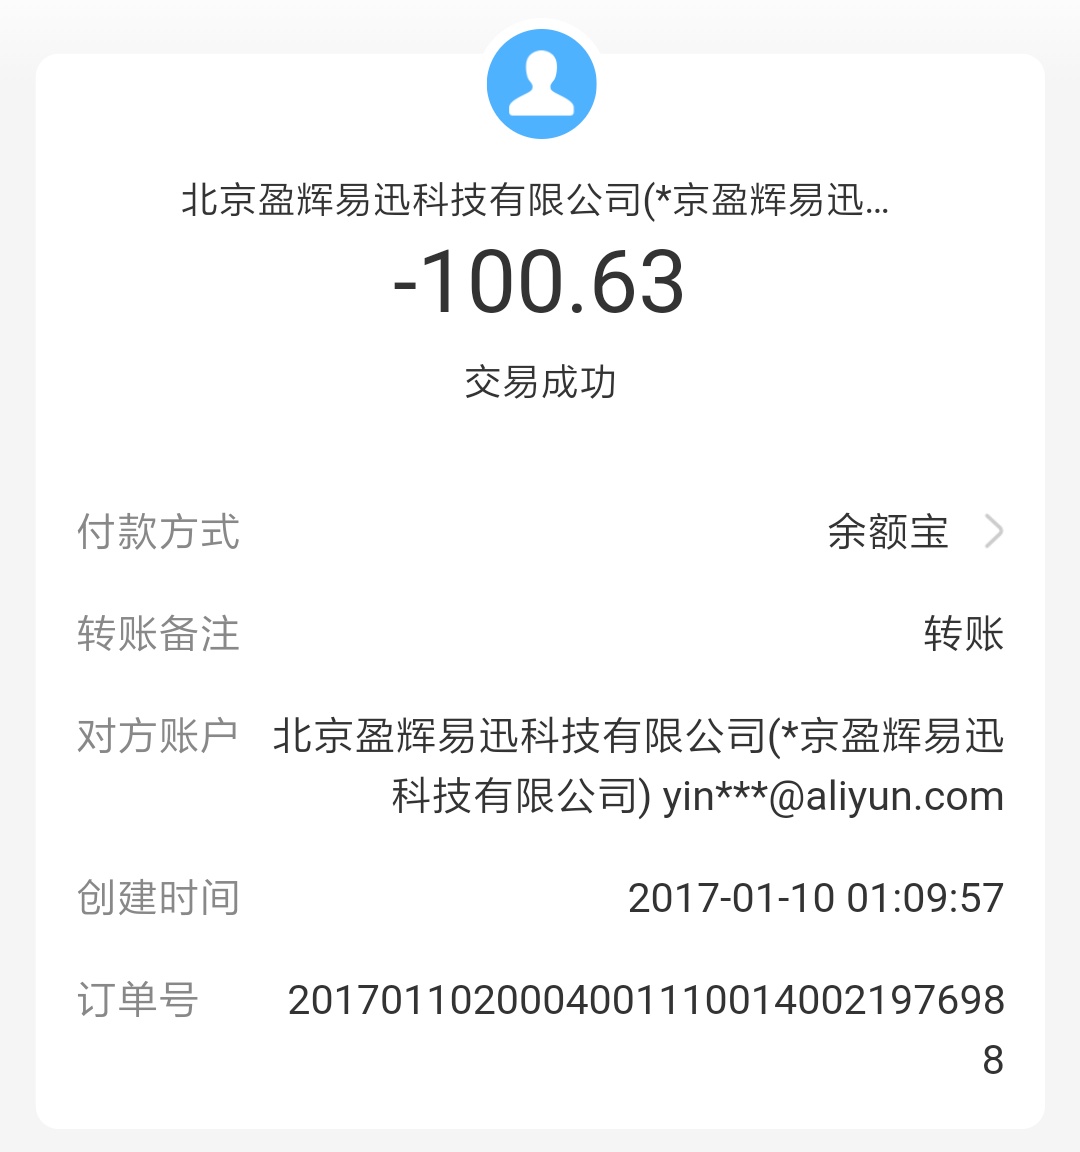 北京盈辉易迅科技有限公司(*京盈辉易迅...
-100.63
交易成功
付款方式 余额宝
转账备注 转账
对方账户 北京盈辉易迅科技有限公司(*京盈辉易迅
科技有限公司) yin***@aliyun.com
创建时间 2017-01-10 01:09:57
订单号 2017011020004001110014002197698
8